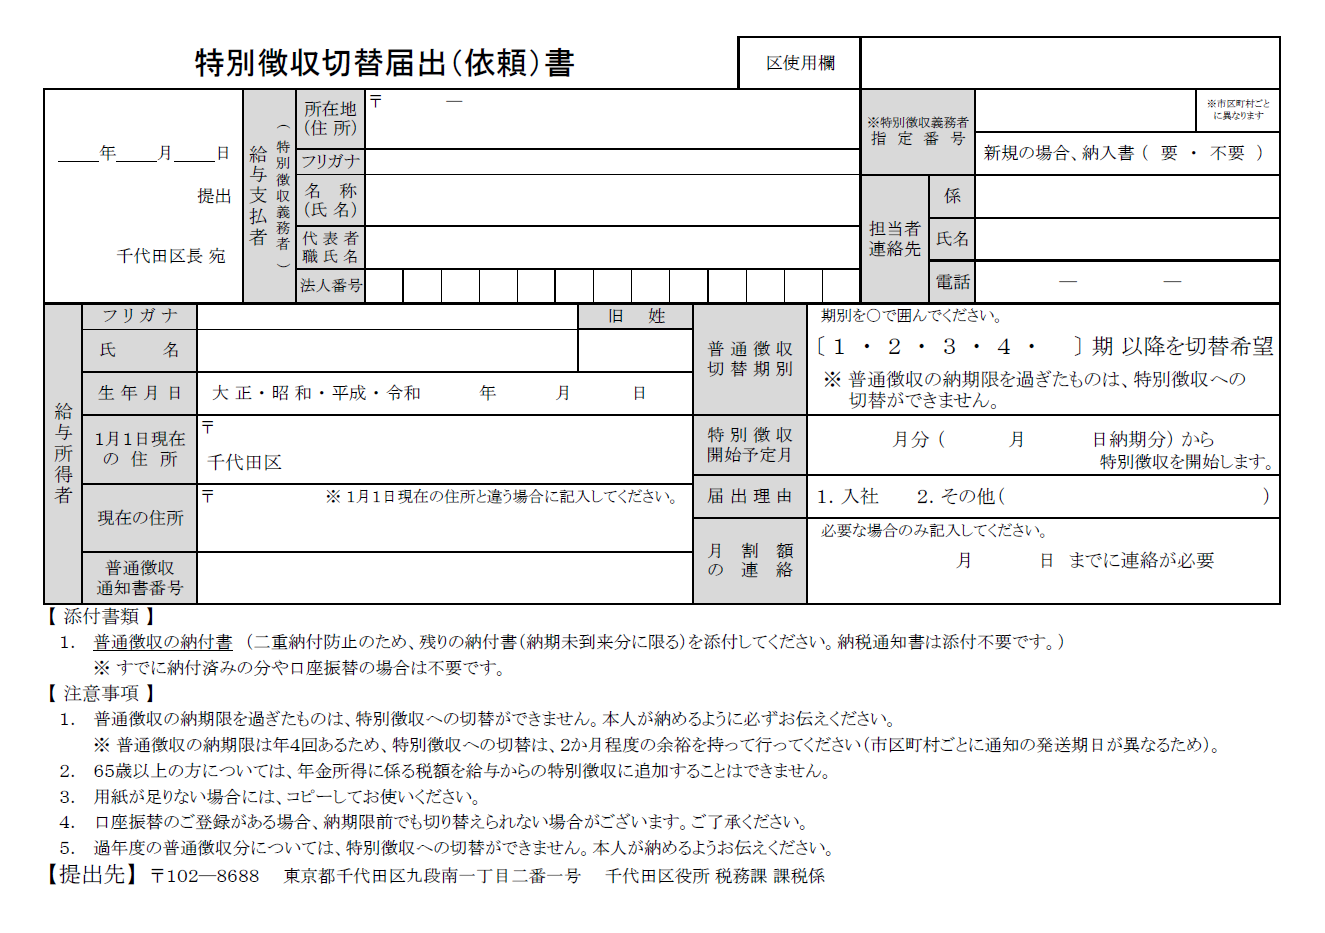 特別徴収切替届出（依頼）書
区使用欄
年 月 日
提出
千代田区長 宛
給与支払者
（特別徴収義務者）
所在地
（住 所）
〒 ―
フリガナ
名 称
（氏 名）
代 表 者
職 氏 名
法人番号
※特別徴収義務者
指 定 番 号
※市区町村ごと
に異なります
新規の場合、納入書（ 要 ・ 不要 ）
担当者
連絡先
係
氏名
電話
― ―
給与所得者
フリガナ
旧 姓
氏 名
生 年 月 日
大 正・昭 和・平成・令和 年 月 日
1月1日現在
の 住 所
〒
千代田区
現在の住所
〒 ※ 1月1日現在の住所と違う場合に記入してください。
普通徴収
通知書番号
普 通 徴 収
切 替 期 別
期別を○で囲んでください。
〔 1 ・ 2 ・ 3 ・ 4 ・ 〕 期 以降を切替希望
※ 普通徴収の納期限を過ぎたものは、特別徴収への
切替ができません。
特 別 徴 収
開始予定月
月分（ 月 日納期分）から
特別徴収を開始します。
届 出 理 由
1. 入社 2. その他（ ）
月 割 額
の 連 絡
必要な場合のみ記入してください。
月 日 までに連絡が必要
【 添付書類 】
1. 普通徴収の納付書 （二重納付防止のため、残りの納付書（納期未到来分に限る）を添付してください。納税通知書は添付不要です。）
※ すでに納付済みの分や口座振替の場合は不要です。
【 注意事項 】
1. 普通徴収の納期限を過ぎたものは、特別徴収への切替ができません。本人が納めるように必ずお伝えください。
※ 普通徴収の納期限は年4回あるため、特別徴収への切替は、2か月程度の余裕を持って行ってください（市区町村ごとに通知の発送期日が異なるため）。
2. 65歳以上の方については、年金所得に係る税額を給与からの特別徴収に追加することはできません。
3. 用紙が足りない場合には、コピーしてお使いください。
4. 口座振替のご登録がある場合、納期限前でも切り替えられない場合がございます。ご了承ください。
5. 過年度の普通徴収分については、特別徴収への切替ができません。本人が納めるようお伝えください。
【提出先】 〒102―8688 東京都千代田区九段南一丁目二番一号 千代田区役所 税務課 課税係